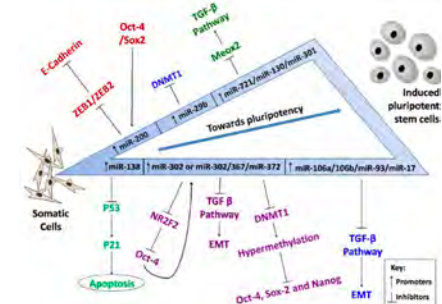 Oct-4
/Sox2
TGF-β
Pathway
E-Cadherin
DNMT1
Meox2
ZEB1/ZEB2
↑miR-200
↑miR-29b
↑miR-721/miR-130/miR-301
Induced
pluripotent
stem cells
Towards pluripotency
↑miR-138
↑miR-302 or miR-302/367/miR-372
↑miR-106a/106b/miR-93/miR-17
Somatic
Cells
P53
NR2F2
TGF β
Pathway
DNMT1
TGF-β
Pathway
P21
Oct-4
EMT
Hypermethylation
Apoptosis
Oct-4, Sox-2 and Nanog
EMT
Key:
Promoters
Inhibitors